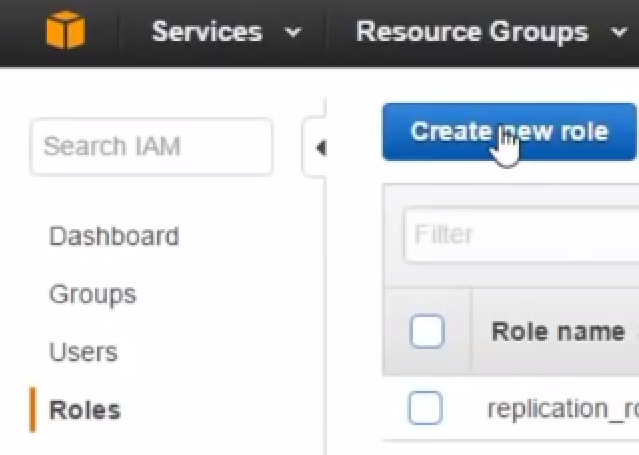 Services Resource Groups
Search IAM
Create new role
Dashboard
Groups
Users
Roles
Filter
Role name